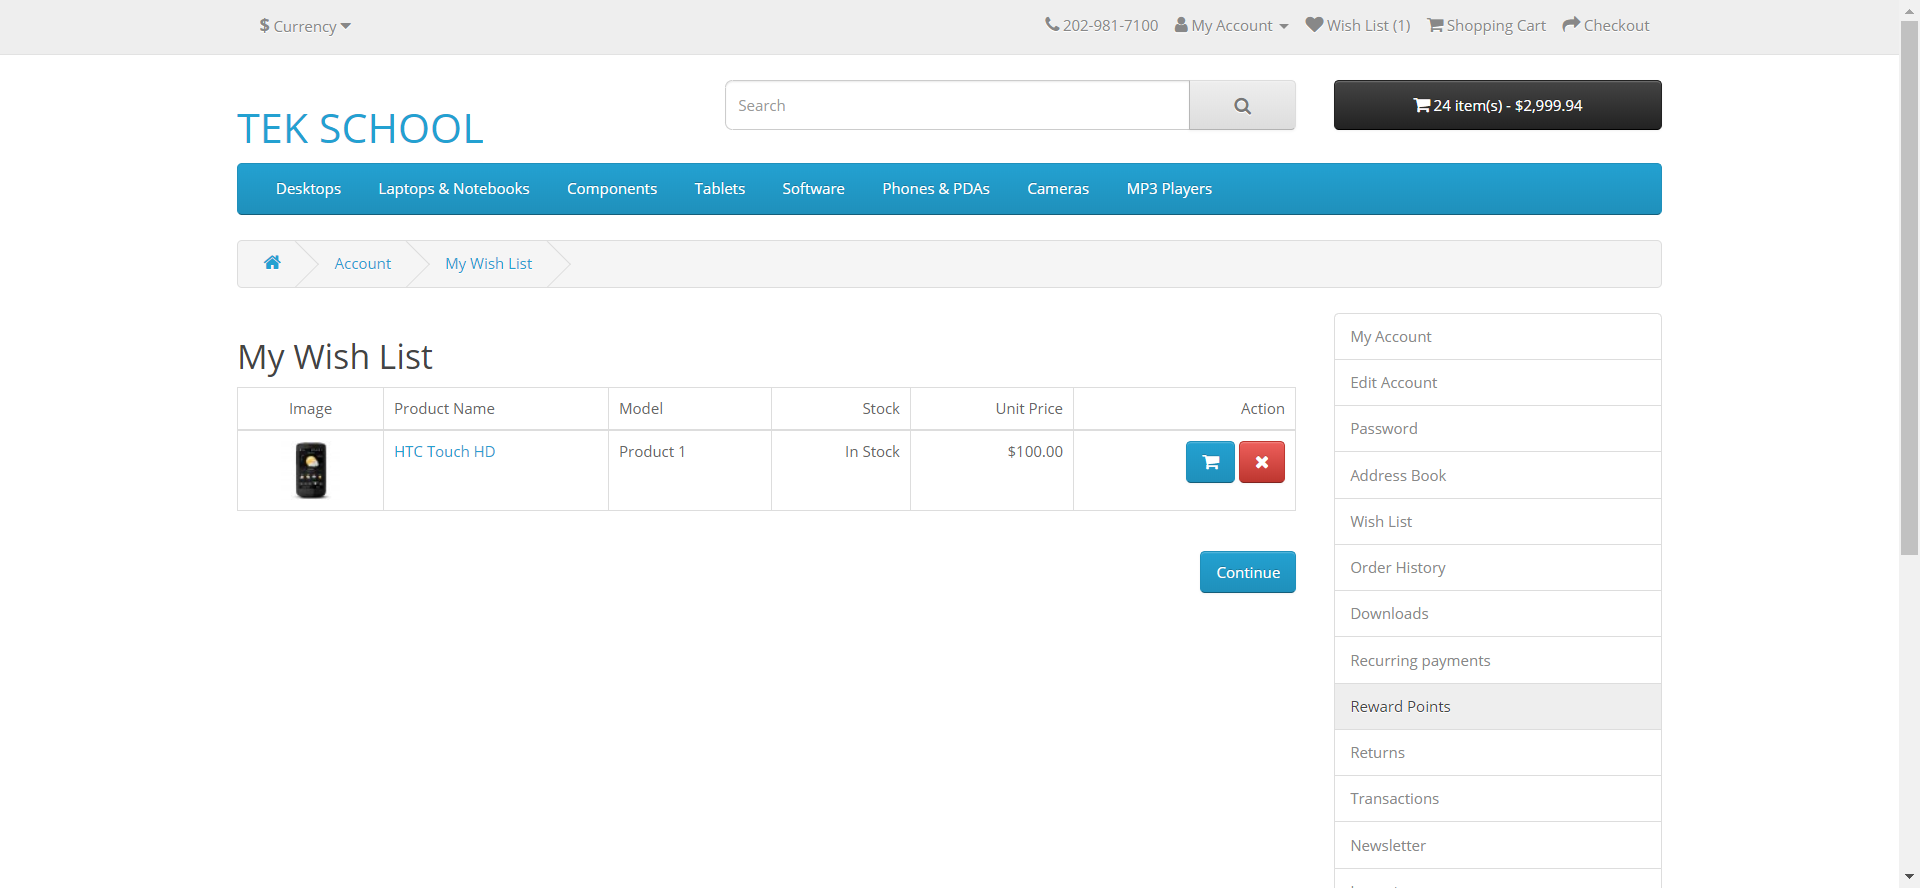 $ Currency
202-981-7100 My Account Wish List (1) Shopping Cart Checkout
TEK SCHOOL
Search
24 item(s) - $2,999.94
Desktops Laptops & Notebooks Components Tablets Software Phones & PDAs Cameras MP3 Players
Account My Wish List
My Wish List
Image Product Name Model Stock Unit Price Action
HTC Touch HD Product 1 In Stock $100.00
Continue
My Account
Edit Account
Password
Address Book
Wish List
Order History
Downloads
Recurring payments
Reward Points
Returns
Transactions
Newsletter